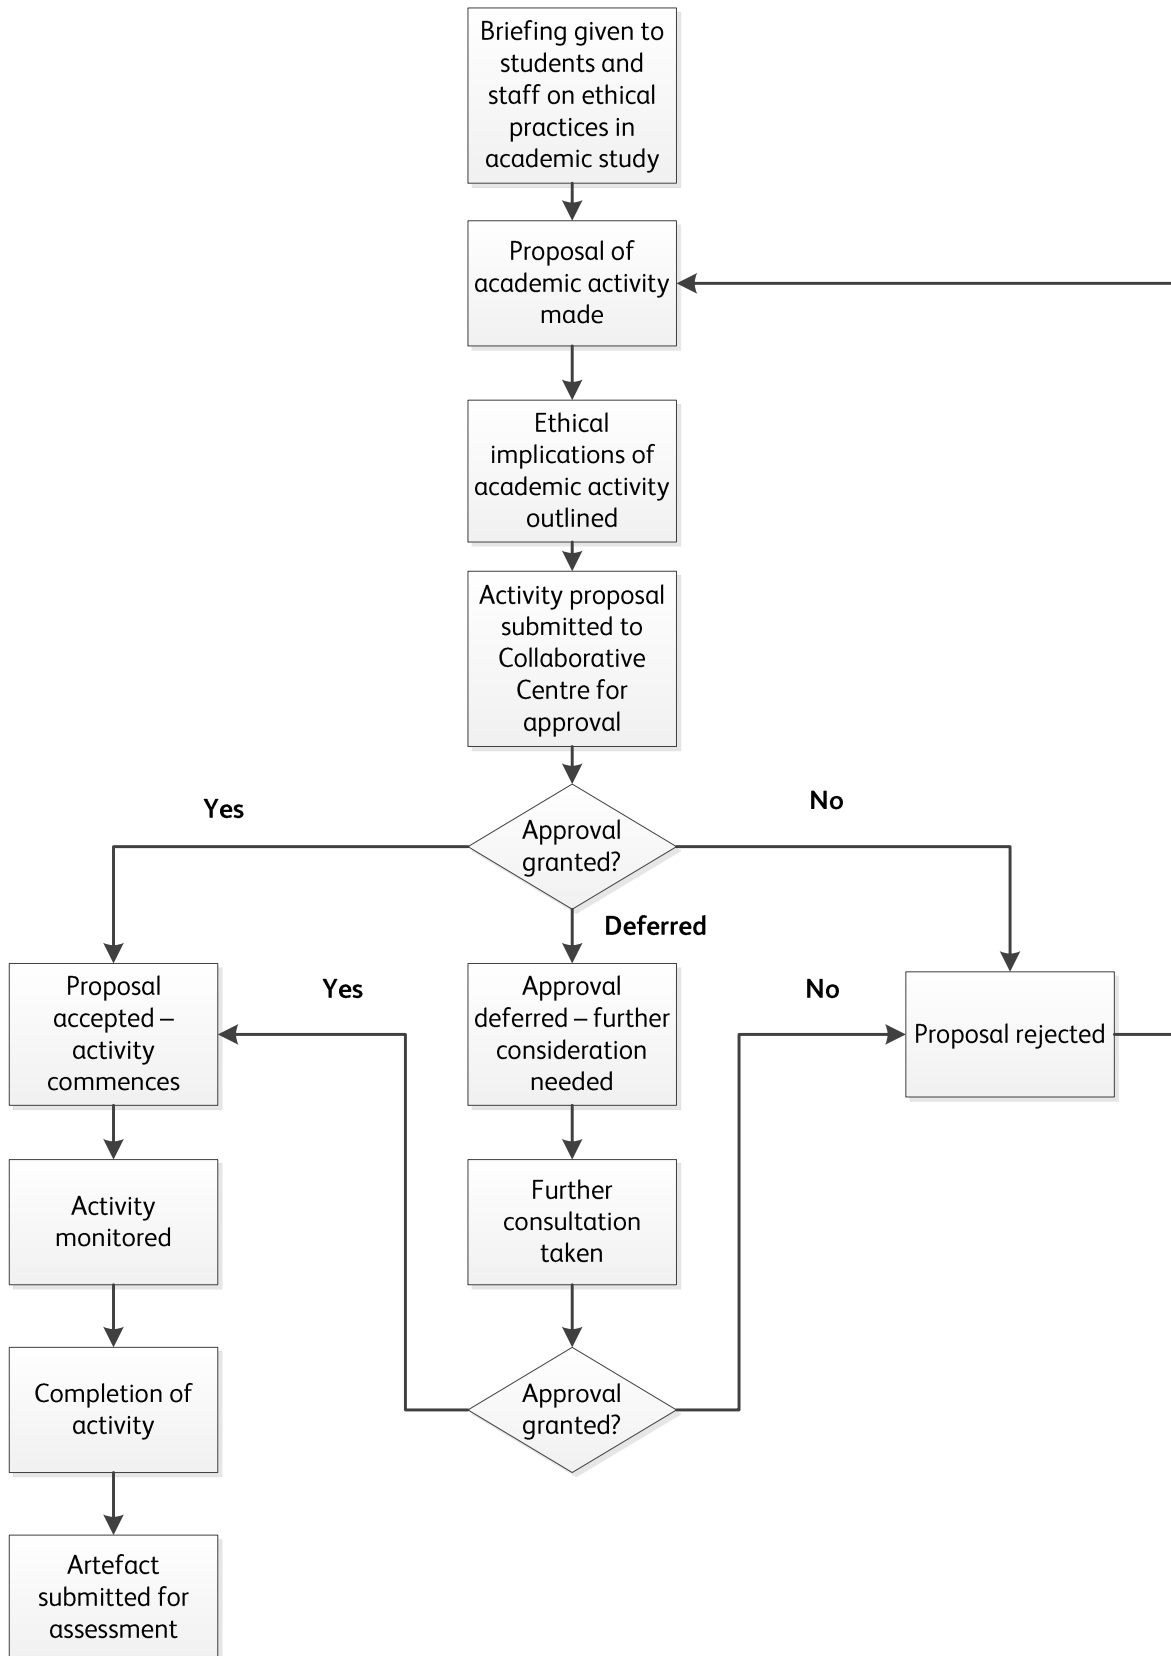 Briefing given to
students and
staff on ethical
practices in
academic study
Proposal of
academic activity
made
Ethical
implications of
academic activity
outlined
Activity proposal
submitted to
Collaborative
Centre for
approval
Yes
No
Approval
granted?
Deferred
Proposal
accepted –
activity
commences
Yes
Approval
deferred – further
consideration
needed
No
Proposal rejected
Activity
monitored
Further
consultation
taken
Completion of
activity
Approval
granted?
Artefact
submitted for
assessment